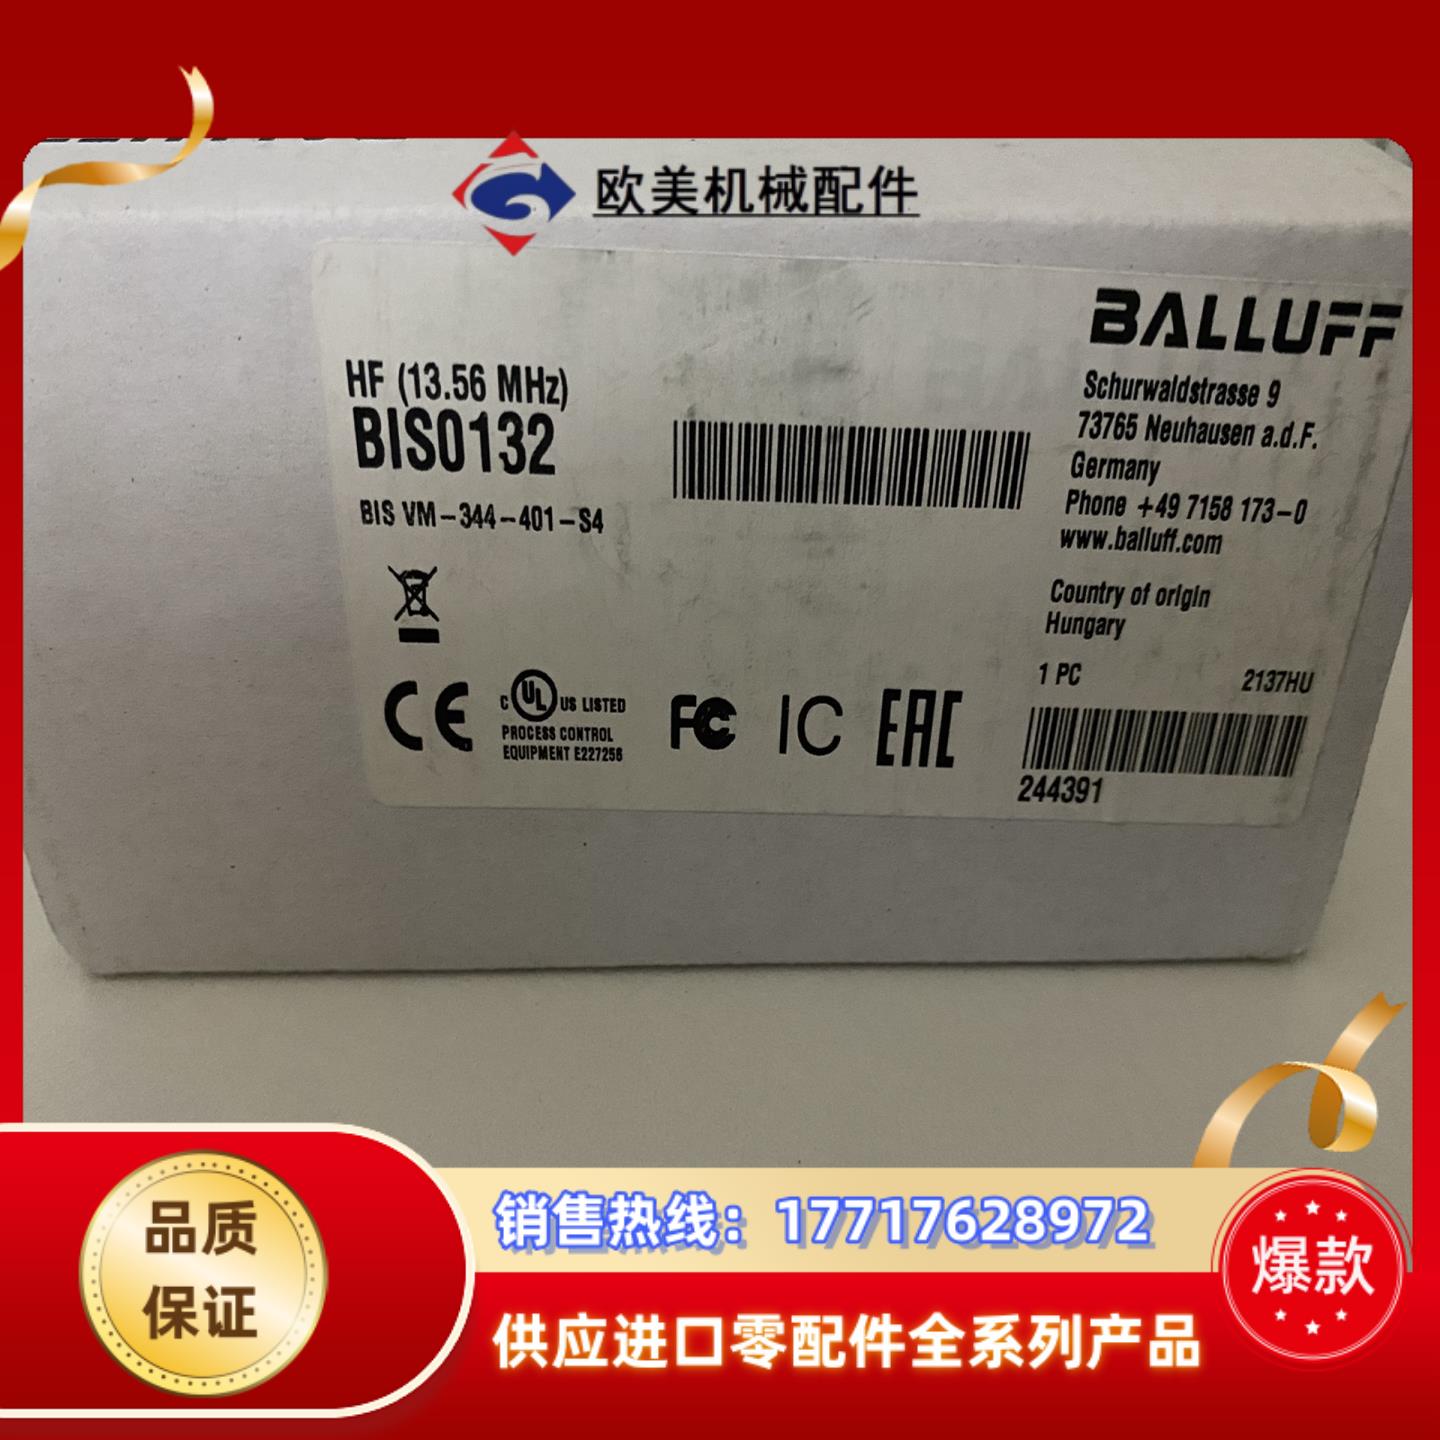 欧美机械配件
BALLUFF
Schurwaldstrasse 9
73765 Neuhausen a.d.F.
Germany
Phone +49 7158 173-0
www.balluff.com
Country of origin
Hungary
1 PC 2137HU
244391
HF (13.56 MHz)
BIS0132
BIS VM-344-401-S4
CE
C UL US LISTED
PROCESS CONTROL
EQUIPMENT E227256
FC IC EAC
品质
保证
销售热线：17717628972
供应进口零配件全系列产品
爆款